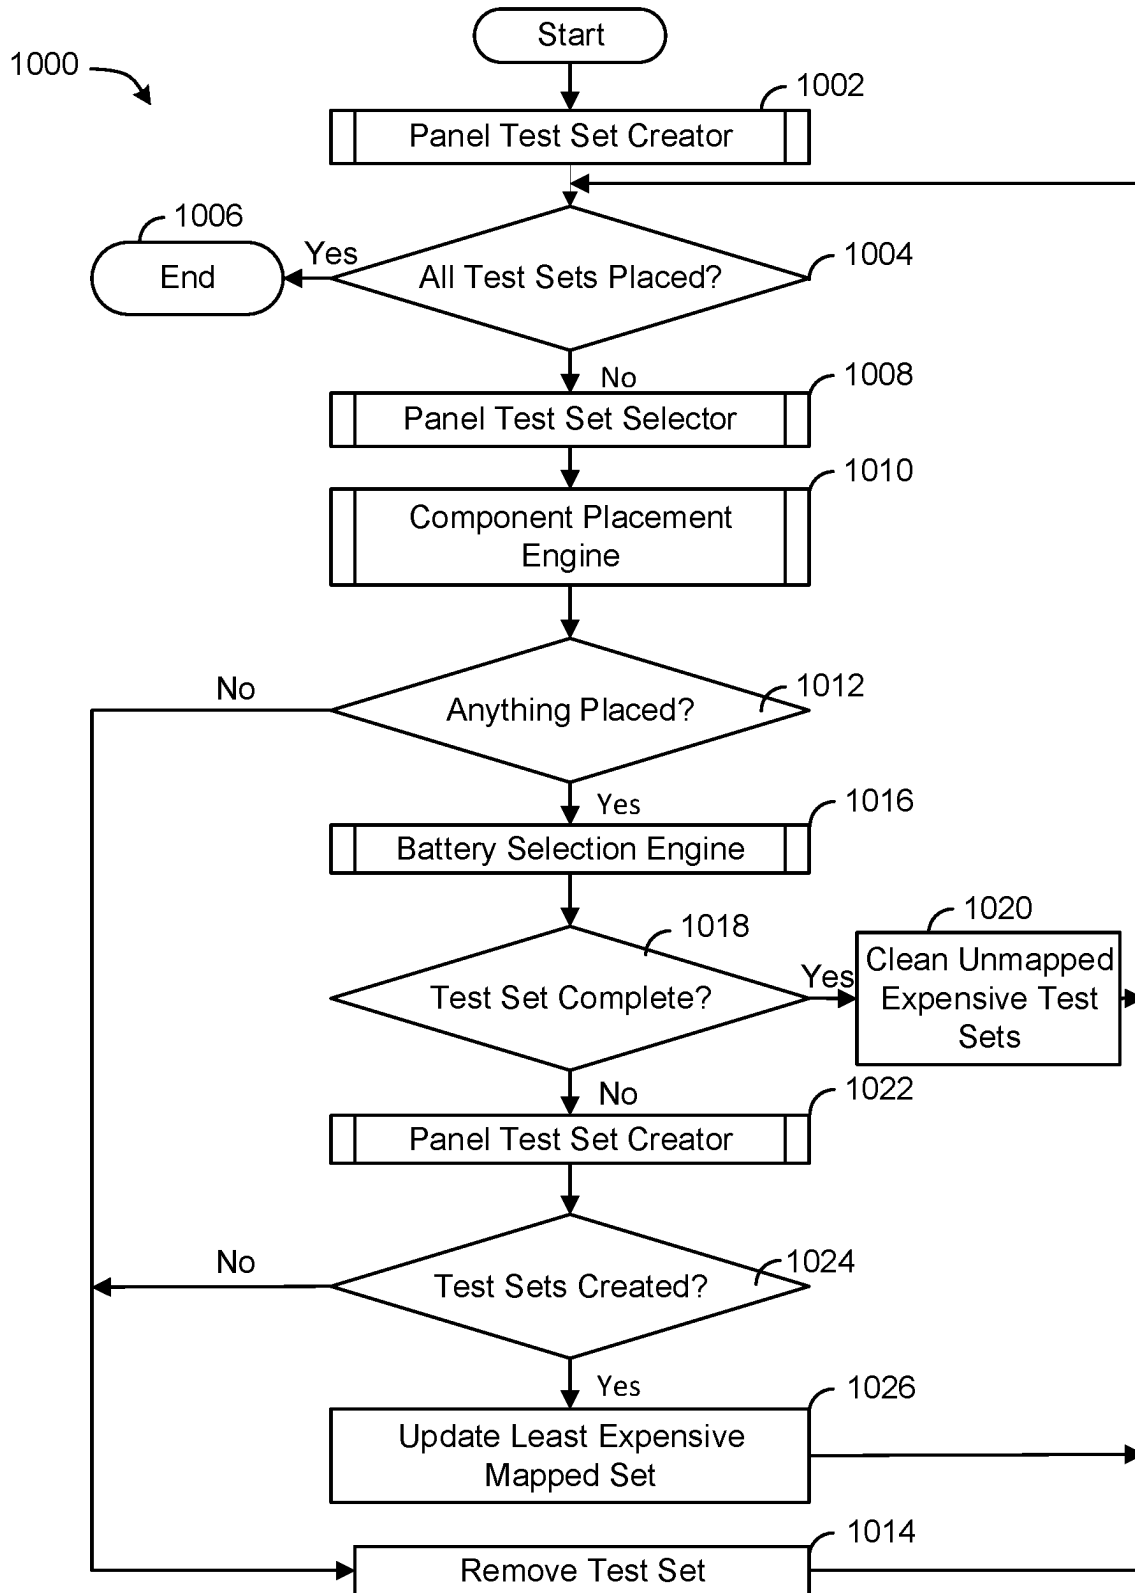 Start
1000
1002
Panel Test Set Creator
1006
Yes
End
All Test Sets Placed?
1004
No
1008
Panel Test Set Selector
1010
Component Placement
Engine
No
1012
Anything Placed?
Yes
1016
Battery Selection Engine
1018
1020
Test Set Complete?
Yes
Clean Unmapped
Expensive Test
Sets
No
1022
Panel Test Set Creator
No
1024
Test Sets Created?
Yes
1026
Update Least Expensive
Mapped Set
1014
Remove Test Set